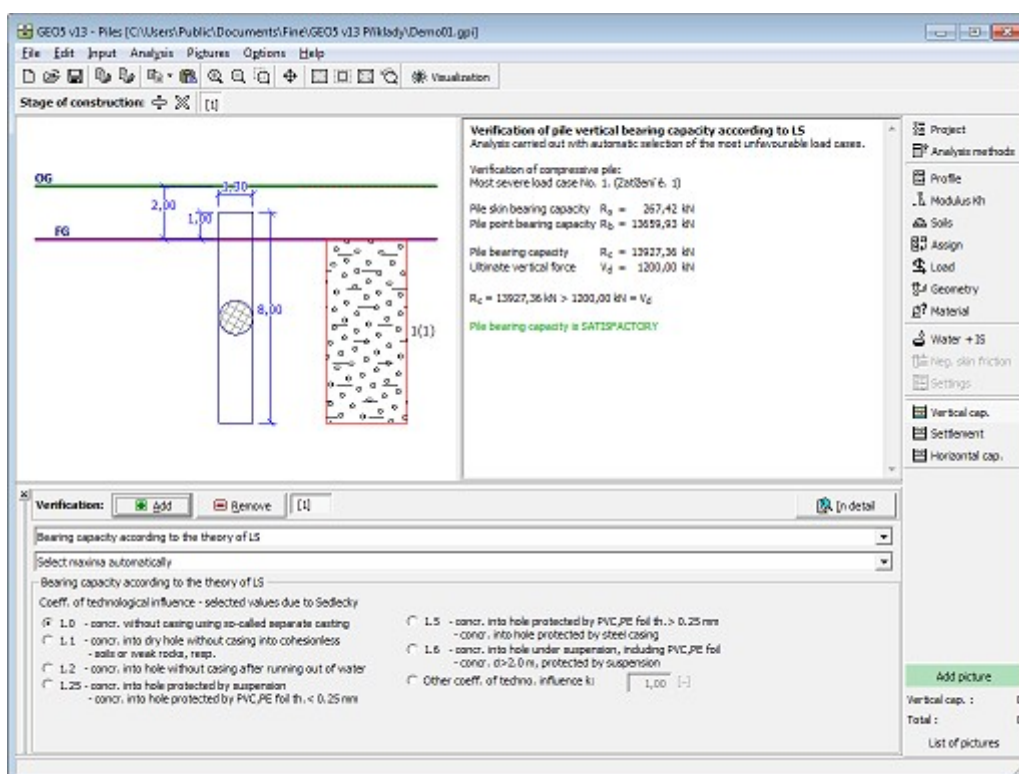 GEO5 v13 - Piles [C:\Users\Public\Documents\Fine\GEO5 v13 Příklady\Demo01.gpi]
File Edit Input Analysis Pictures Options Help
Visualization
Stage of construction: [1]
OG
1,00
2,00
1,00
FG
8,00
1(1)
Verification of pile vertical bearing capacity according to LS
Analysis carried out with automatic selection of the most unfavourable load cases.
Verification of compressive pile:
Most severe load case No. 1. (Zatížení č. 1)
Pile skin bearing capacity Rs = 267,42 kN
Pile point bearing capacity Rb = 13659,93 kN
Pile bearing capacity Rc = 13927,36 kN
Ultimate vertical force Vd = 1200,00 kN
Rc = 13927,36 kN > 1200,00 kN = Vd
Pile bearing capacity is SATISFACTORY
Project
Analysis methods
Profile
Modulus Kh
Soils
Assign
Load
Geometry
Material
Water + IS
Neg. skin friction
Settings
Vertical cap.
Settlement
Horizontal cap.
Verification: Add Remove [1] In detail
Bearing capacity according to the theory of LS
Select maxima automatically
Bearing capacity according to the theory of LS
Coeff. of technological influence - selected values due to Sedlecky
1.0 - concr. without casing using so-called separate casting
1.1 - concr. into dry hole without casing into cohesionless
- soils or weak rocks, resp.
1.2 - concr. into hole without casing after running out of water
1.25 - concr. into hole protected by suspension
- concr. into hole protected by PVC,PE foil th.< 0.25 mm
1.5 - concr. into hole protected by PVC,PE foil th.> 0.25 mm
- concr. into hole protected by steel casing
1.6 - concr. into hole under suspension, including PVC,PE foil
- concr. d>2.0 m, protected by suspension
Other coeff. of techno. influence k: 1,00 [-]
Add picture
Vertical cap. :
Total :
List of pictures